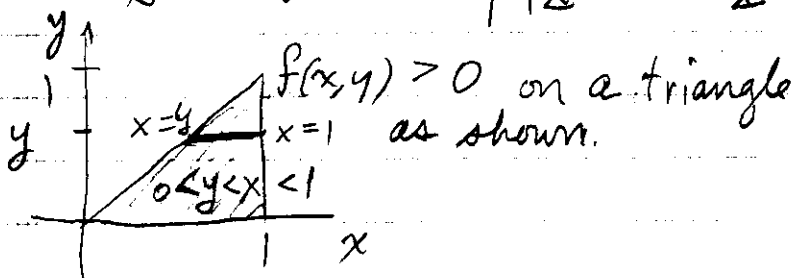 y
1
f(x,y) > 0 on a triangle
y
x=y
x=1
as shown.
0<y<x<1
1
x